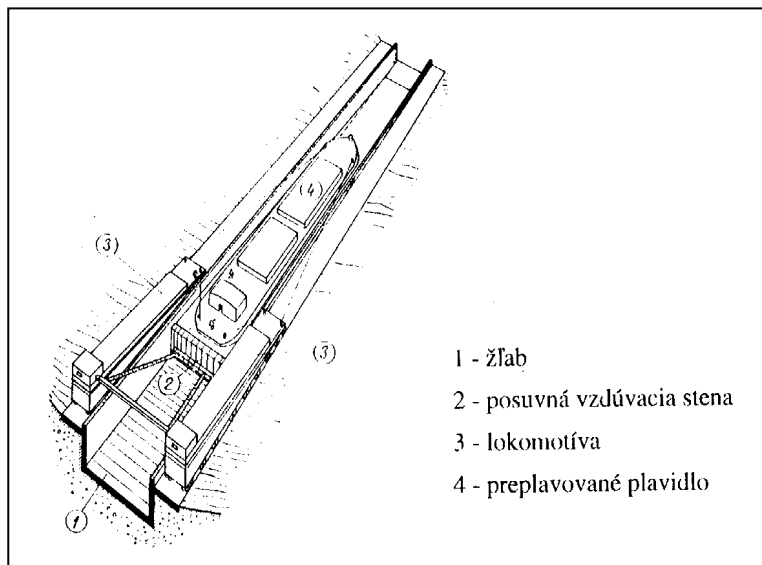 (4)
(3)
(3)
(2)
(1)
1 - žľab
2 - posuvná vzdúvacia stena
3 - lokomotíva
4 - preplavované plavidlo